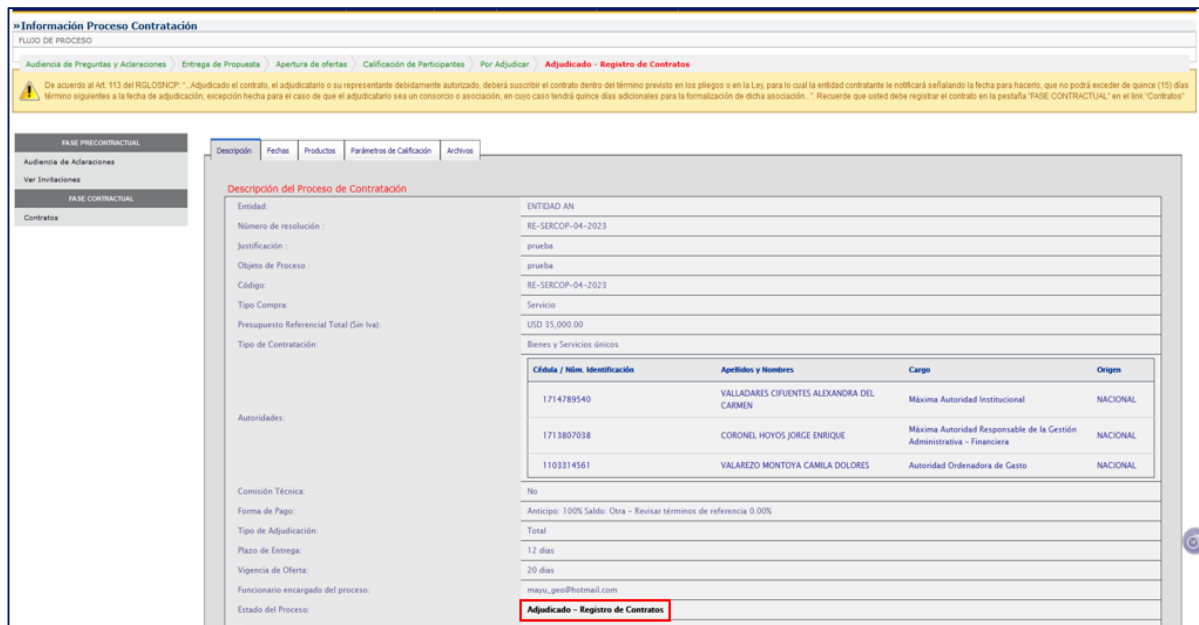 »Información Proceso Contratación
FLUJO DE PROCESO
Audiencia de Preguntas y Aclaraciones Entrega de Propuesta Apertura de ofertas Calificación de Participantes Por Adjudicar Adjudicado - Registro de Contratos
De acuerdo al Art. 113 del RGLOSNCP: "...Adjudicado el contrato, el adjudicatario o su representante debidamente autorizado, deberá suscribir el contrato dentro del término previsto en los pliegos o en la Ley, para lo cual la entidad contratante le notificará señalando la fecha para hacerlo, que no podrá exceder de quince (15) días
término siguientes a la fecha de adjudicación, excepción hecha para el caso de que el adjudicatario sea un consorcio o asociación, en cuyo caso tendrá quince días adicionales para la formalización de dicha asociación...". Recuerde que usted debe registrar el contrato en la pestaña "FASE CONTRACTUAL" en el link "Contratos"
FASE PRECONTRACTUAL
Audiencia de Aclaraciones
Ver Invitaciones
FASE CONTRACTUAL
Contratos
Descripción Fechas Productos Parámetros de Calificación Archivos
Descripción del Proceso de Contratación
Entidad: ENTIDAD AN
Número de resolución : RE-SERCOP-04-2023
Justificación : prueba
Objeto de Proceso : prueba
Código: RE-SERCOP-04-2023
Tipo Compra: Servicio
Presupuesto Referencial Total (Sin Iva): USD 35,000.00
Tipo de Contratación: Bienes y Servicios únicos
Autoridades:
Cédula / Núm. Identificación Apellidos y Nombres Cargo Origen
1714789540 VALLADARES CIFUENTES ALEXANDRA DEL CARMEN Máxima Autoridad Institucional NACIONAL
1713807038 CORONEL HOYOS JORGE ENRIQUE Máxima Autoridad Responsable de la Gestión Administrativa - Financiera NACIONAL
1103314561 VALAREZO MONTOYA CAMILA DOLORES Autoridad Ordenadora de Gasto NACIONAL
Comisión Técnica: No
Forma de Pago: Anticipo: 100% Saldo: Otra - Revisar términos de referencia 0.00%
Tipo de Adjudicación: Total
Plazo de Entrega: 12 días
Vigencia de Oferta: 20 días
Funcionario encargado del proceso: mayu_geo@hotmail.com
Estado del Proceso: Adjudicado - Registro de Contratos